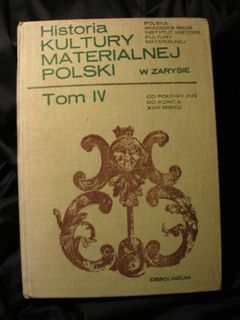 Historia
KULTURY
MATERIALNEJ
POLSKI
W ZARYSIE
POLSKA
AKADEMIA NAUK
INSTYTUT HISTORII
KULTURY
MATERIALNEJ
Tom IV
OD POŁOWY XVII
DO KOŃCA
XVIII WIEKU
OSSOLINEUM